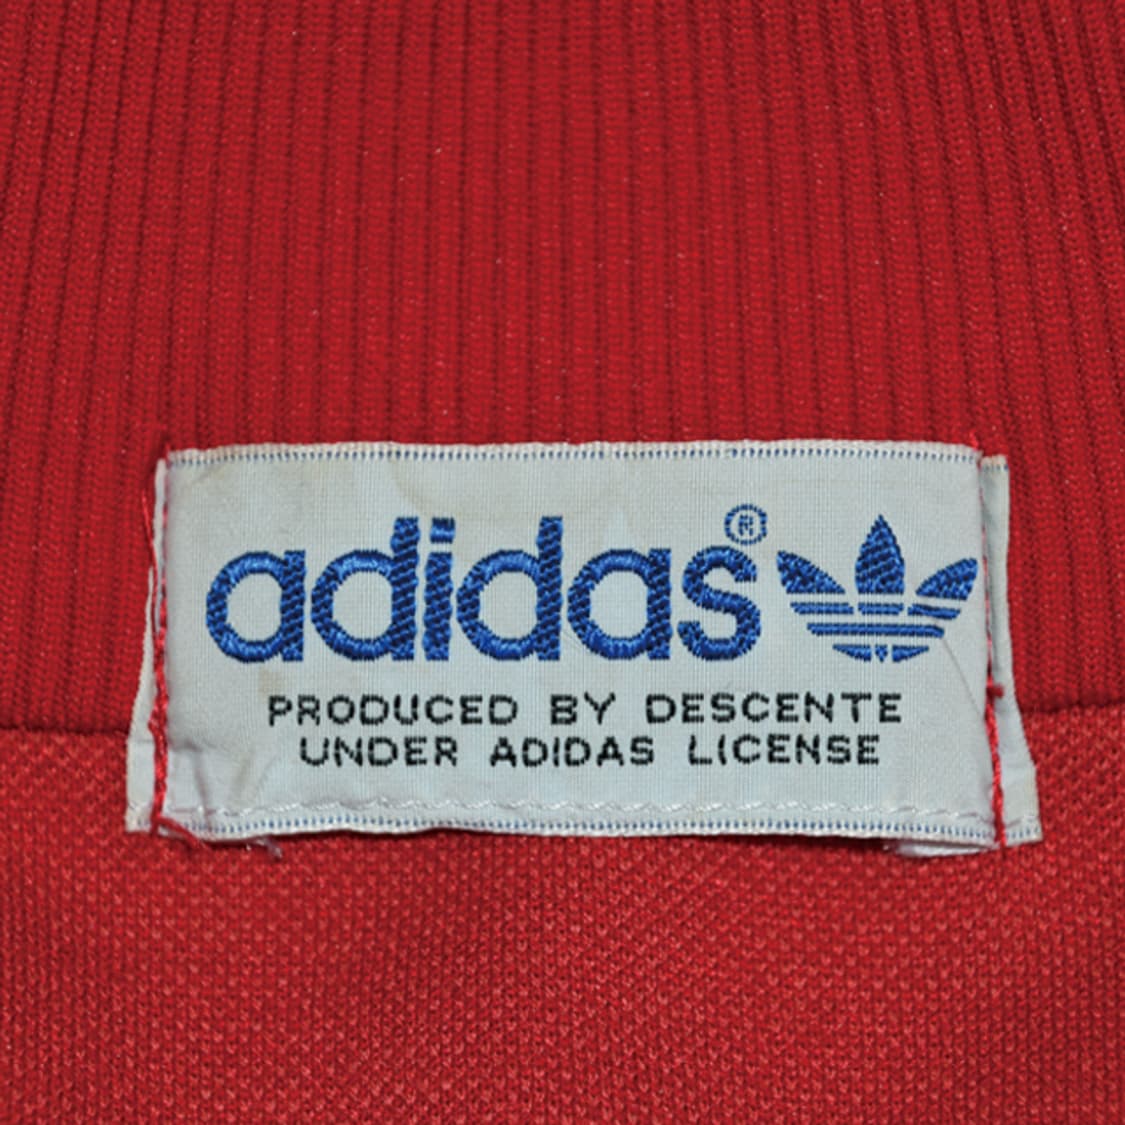 adidas®
PRODUCED BY DESCENTE
UNDER ADIDAS LICENSE